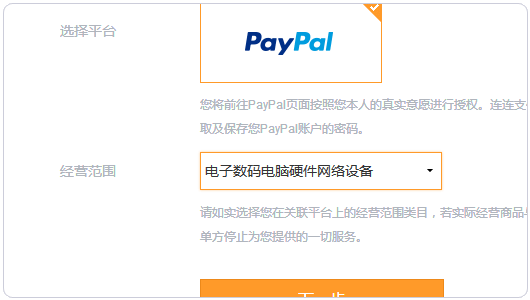 选择平台
PayPal
您将前往PayPal页面按照您本人的真实意愿进行授权。连连支
取及保存您PayPal账户的密码。
经营范围
电子数码电脑硬件网络设备
请如实选择您在关联平台上的经营范围类目，若实际经营商品
单方停止为您提供的一切服务。
下一步